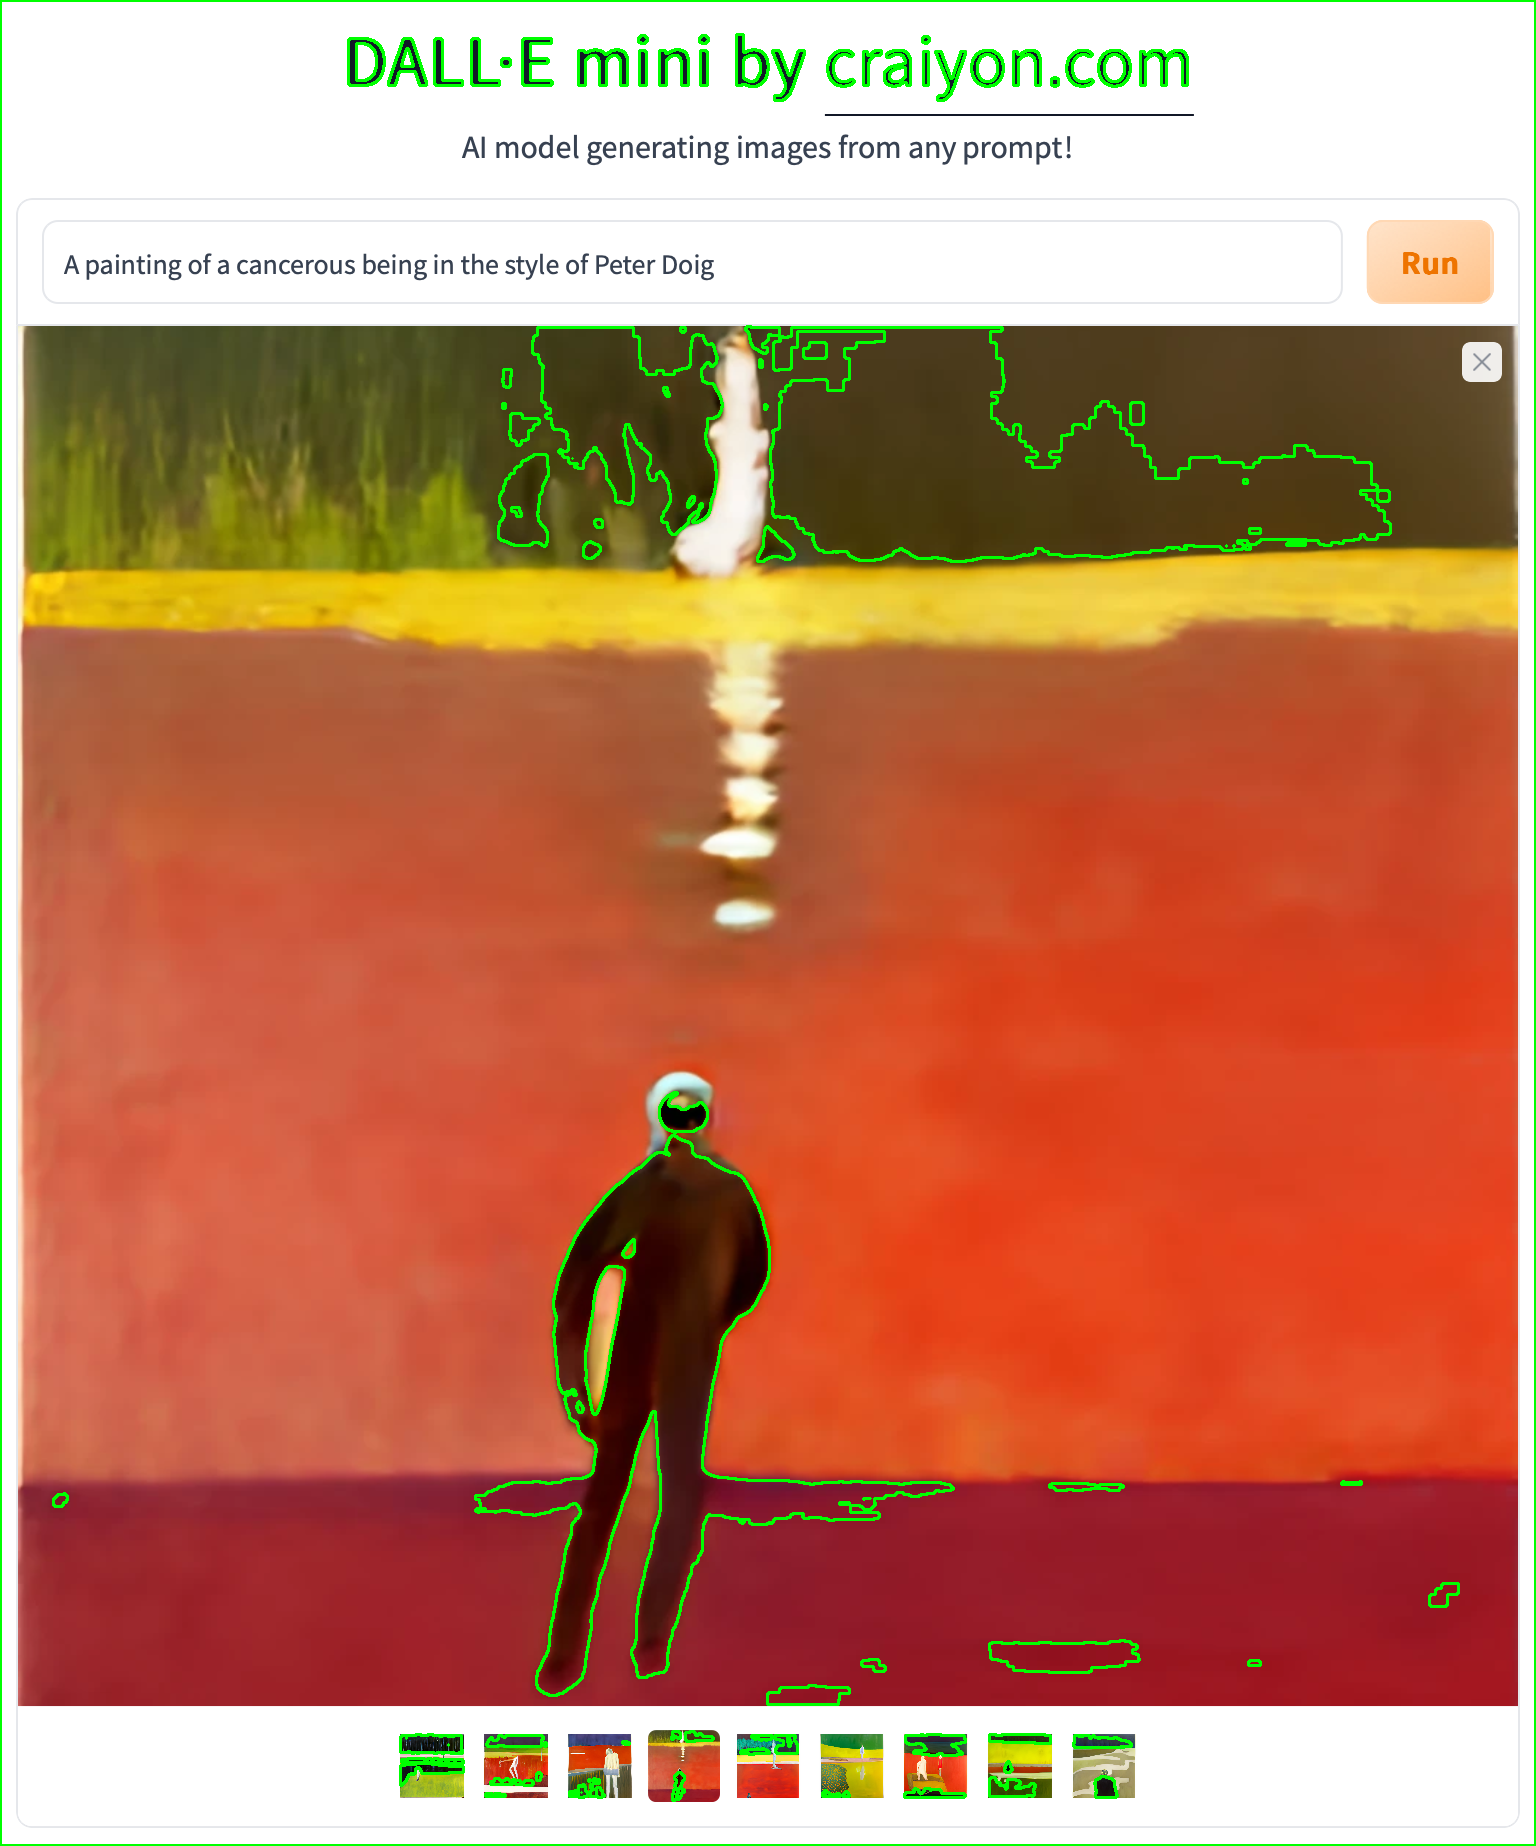 DALL·E mini by craiyon.com
AI model generating images from any prompt!
A painting of a cancerous being in the style of Peter Doig
Run